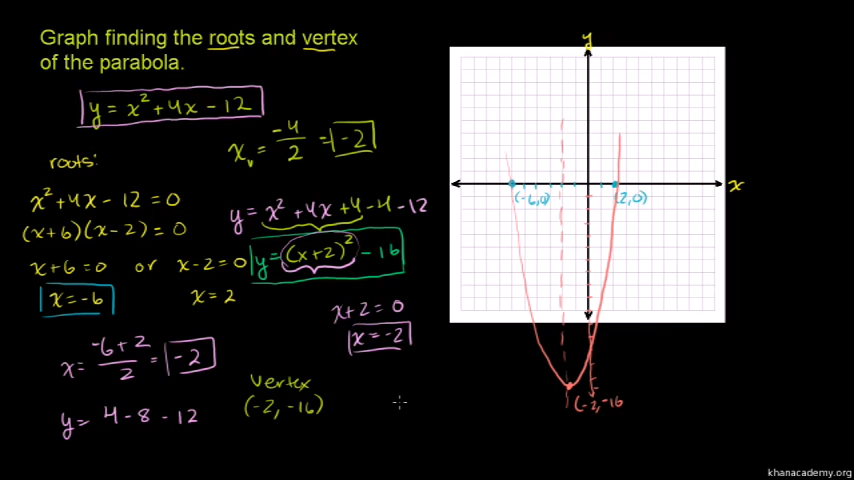 Graph finding the roots and vertex
of the parabola.
y = x² + 4x - 12
x_v = -4/2 = -2
roots:
x² + 4x - 12 = 0
(x+6)(x-2) = 0
x+6 = 0 or x-2 = 0
x = -6
x = 2
y = x² + 4x + 4 - 4 - 12
y = (x+2)² - 16
x+2 = 0
x = -2
x = -6+2/2 = -2
y = 4 - 8 - 12
vertex
(-2, -16)
y
x
(-6,0)
(2,0)
(-2,-16
khanacademy.org